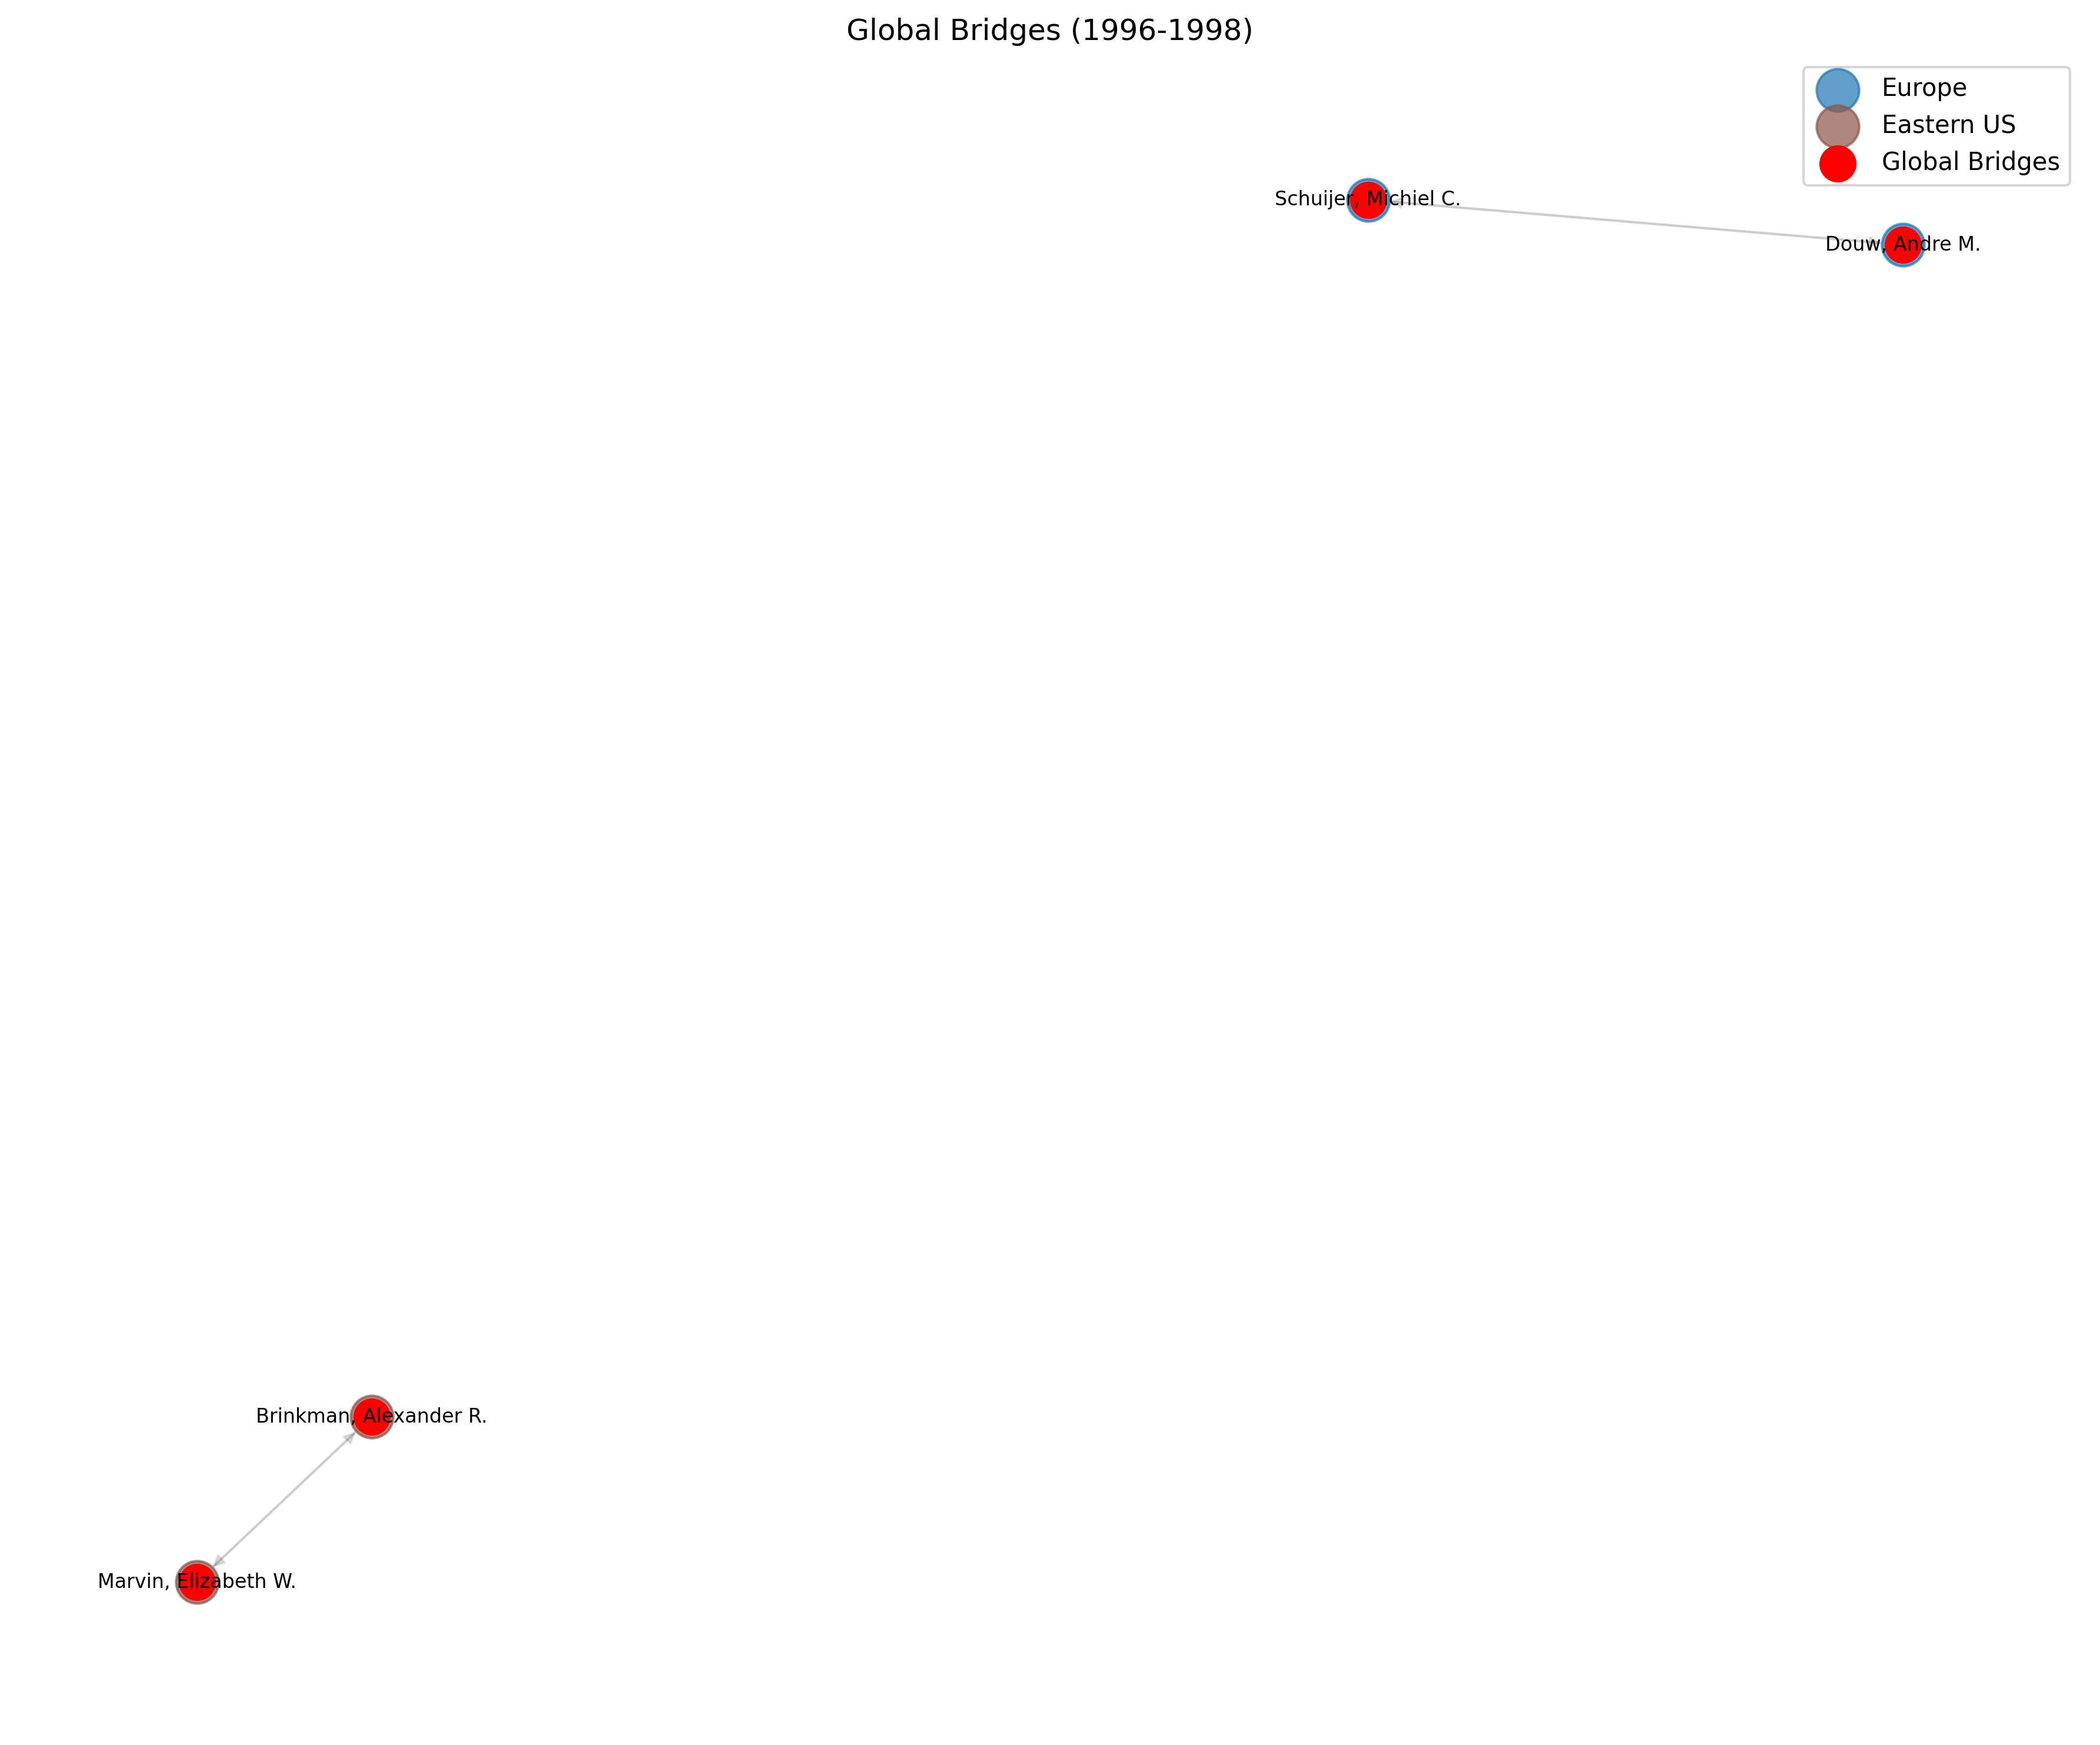 Global Bridges (1996-1998)
Europe
Eastern US
Global Bridges
Schuijer, Michiel C.
Douw, Andre M.
Brinkman, Alexander R.
Marvin, Elizabeth W.